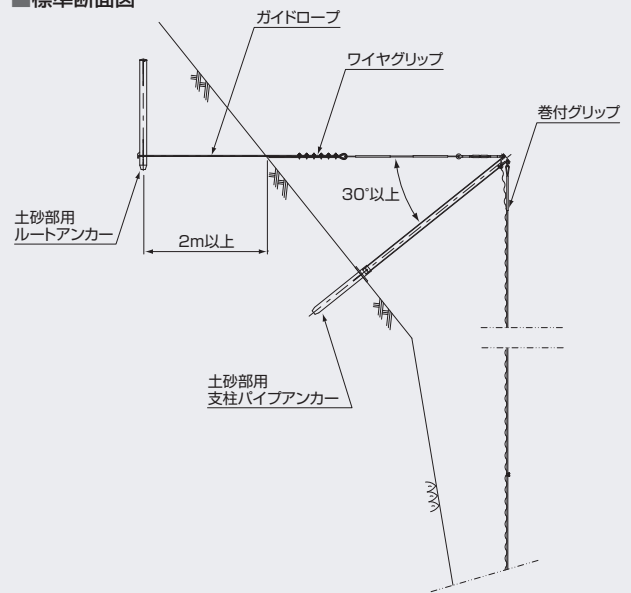 ■標準断面図
ガイドロープ
ワイヤグリップ
巻付グリップ
30°以上
土砂部用
ルートアンカー
2m以上
土砂部用
支柱パイプアンカー